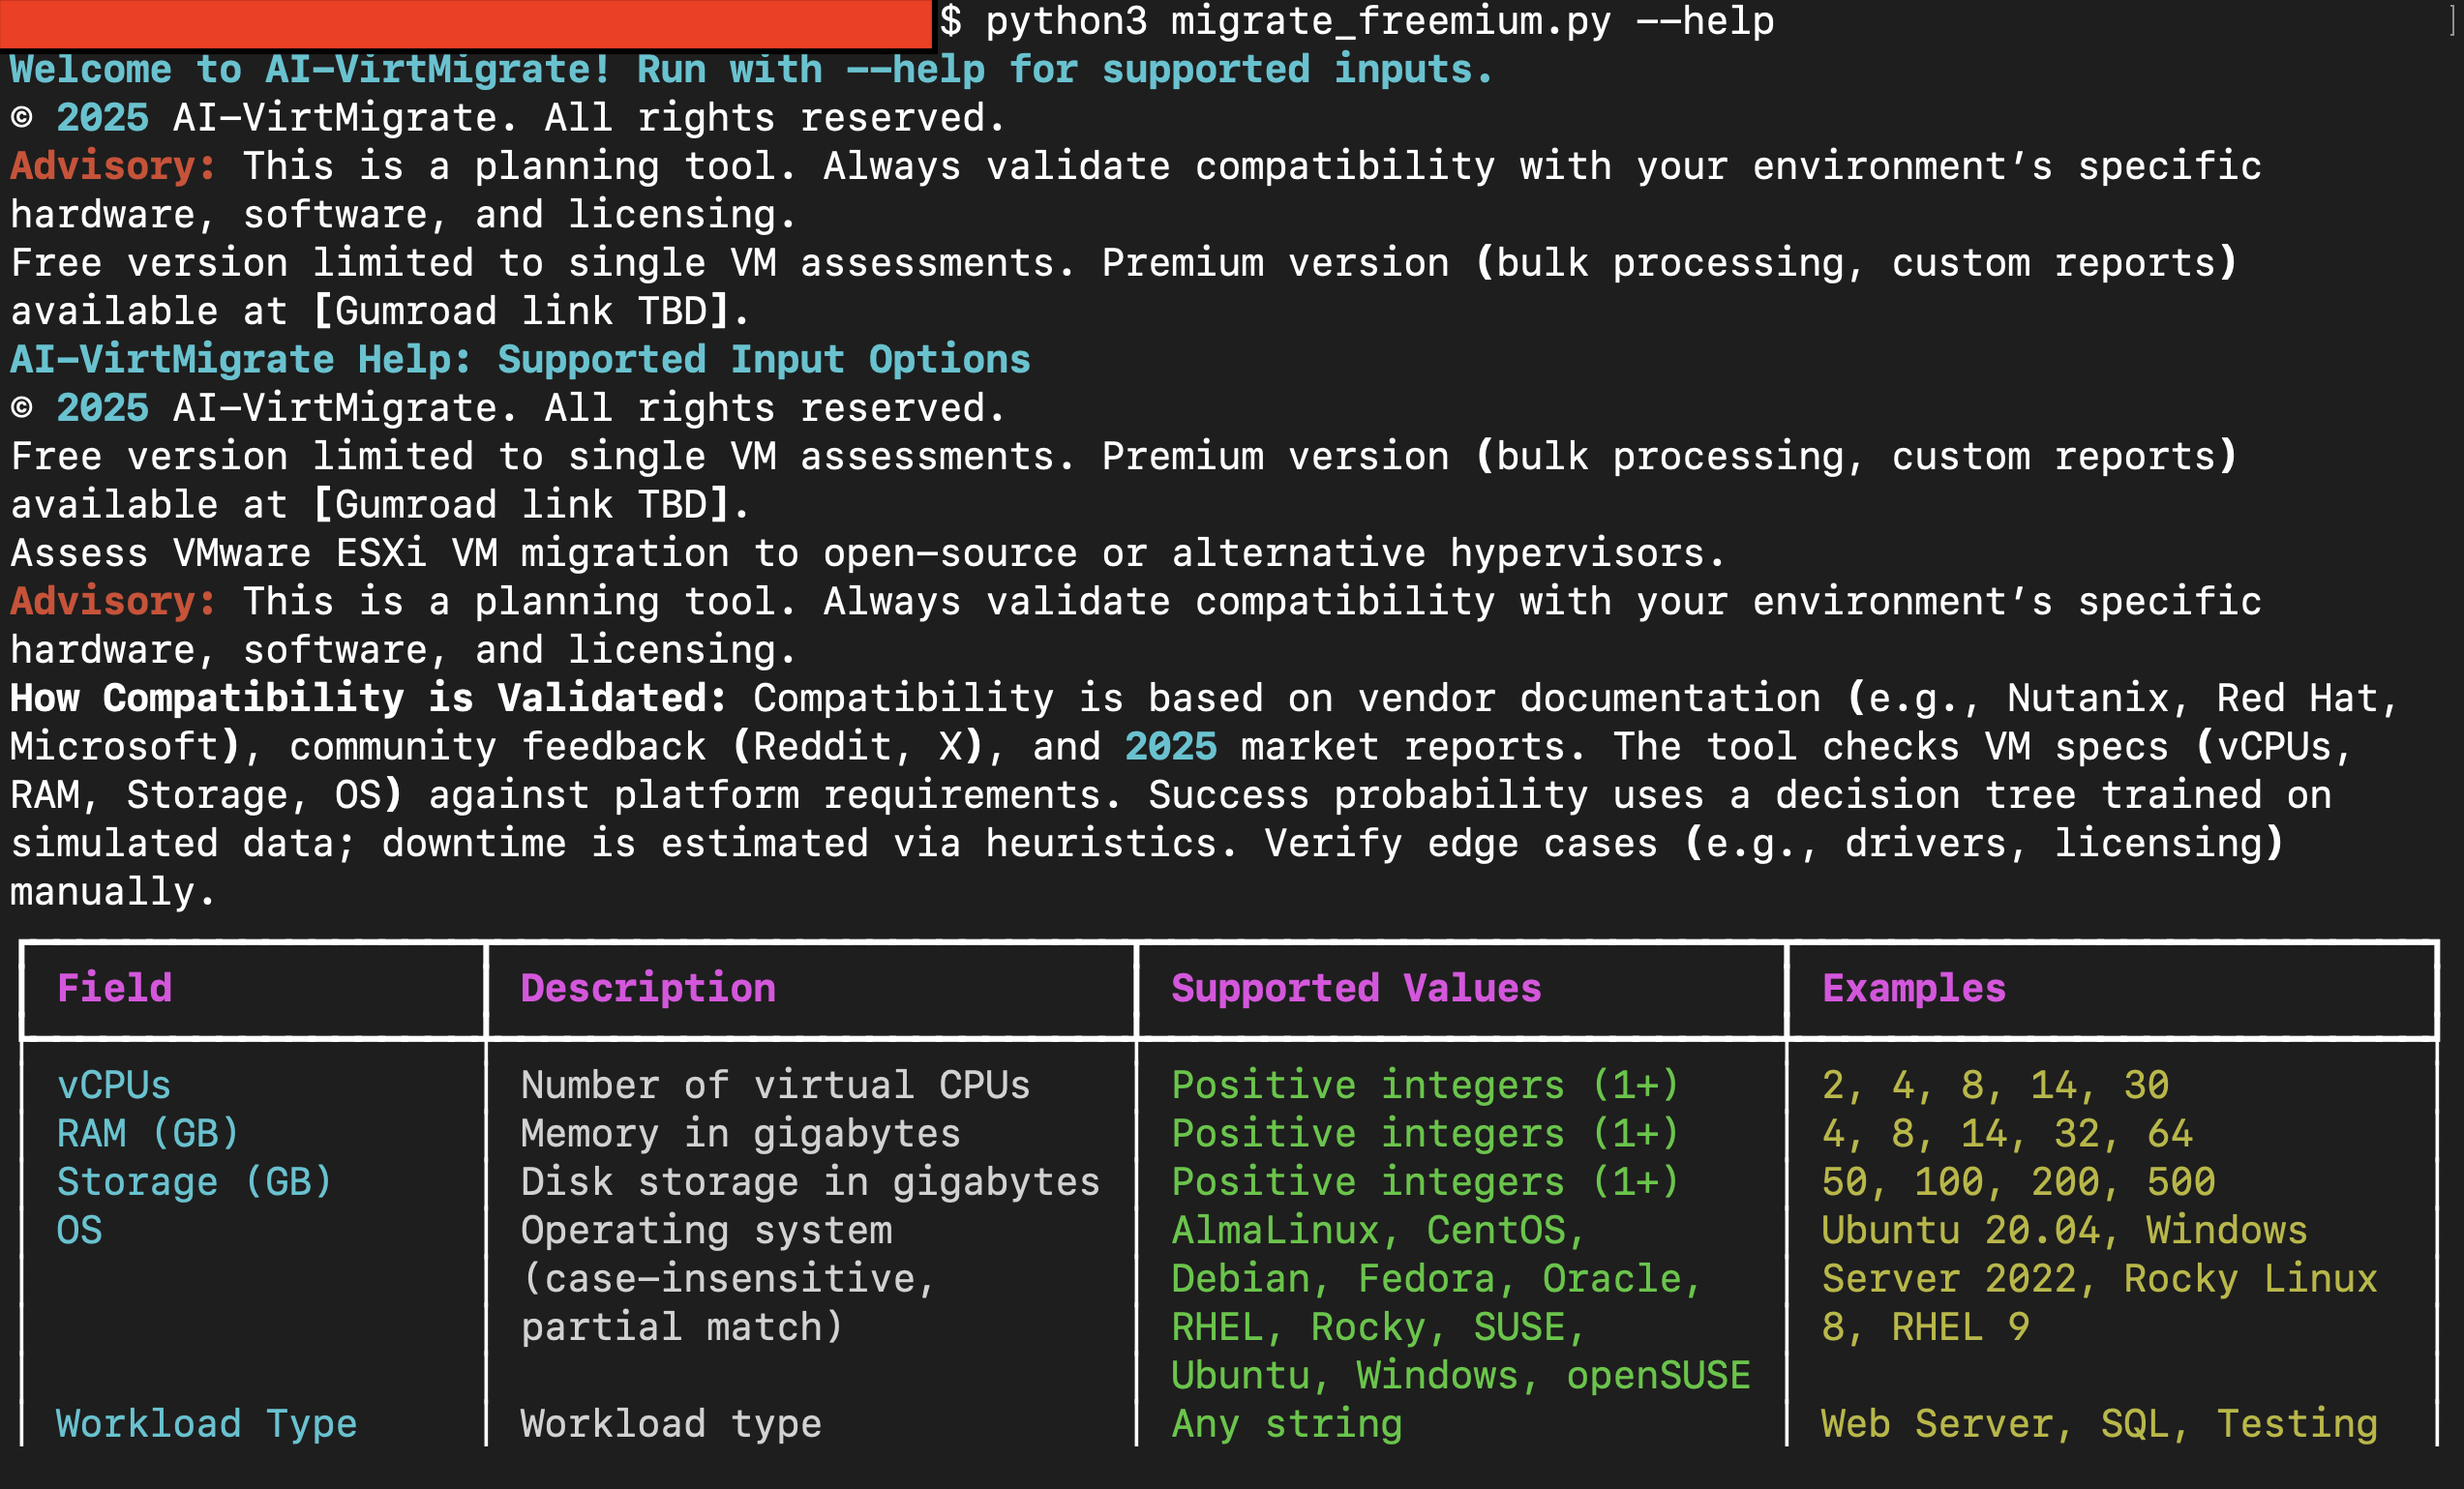 $ python3 migrate_freemium.py --help
Welcome to AI-VirtMigrate! Run with --help for supported inputs.
© 2025 AI-VirtMigrate. All rights reserved.
Advisory: This is a planning tool. Always validate compatibility with your environment’s specific
hardware, software, and licensing.
Free version limited to single VM assessments. Premium version (bulk processing, custom reports)
available at [Gumroad link TBD].
AI-VirtMigrate Help: Supported Input Options
© 2025 AI-VirtMigrate. All rights reserved.
Free version limited to single VM assessments. Premium version (bulk processing, custom reports)
available at [Gumroad link TBD].
Assess VMware ESXi VM migration to open-source or alternative hypervisors.
Advisory: This is a planning tool. Always validate compatibility with your environment’s specific
hardware, software, and licensing.
How Compatibility is Validated: Compatibility is based on vendor documentation (e.g., Nutanix, Red Hat,
Microsoft), community feedback (Reddit, X), and 2025 market reports. The tool checks VM specs (vCPUs,
RAM, Storage, OS) against platform requirements. Success probability uses a decision tree trained on
simulated data; downtime is estimated via heuristics. Verify edge cases (e.g., drivers, licensing)
manually.
Field Description Supported Values Examples
vCPUs Number of virtual CPUs Positive integers (1+) 2, 4, 8, 14, 30
RAM (GB) Memory in gigabytes Positive integers (1+) 4, 8, 14, 32, 64
Storage (GB) Disk storage in gigabytes Positive integers (1+) 50, 100, 200, 500
OS Operating system AlmaLinux, CentOS, Ubuntu 20.04, Windows
(case-insensitive, Debian, Fedora, Oracle, Server 2022, Rocky Linux
partial match) RHEL, Rocky, SUSE, 8, RHEL 9
Ubuntu, Windows, openSUSE
Workload Type Workload type Any string Web Server, SQL, Testing